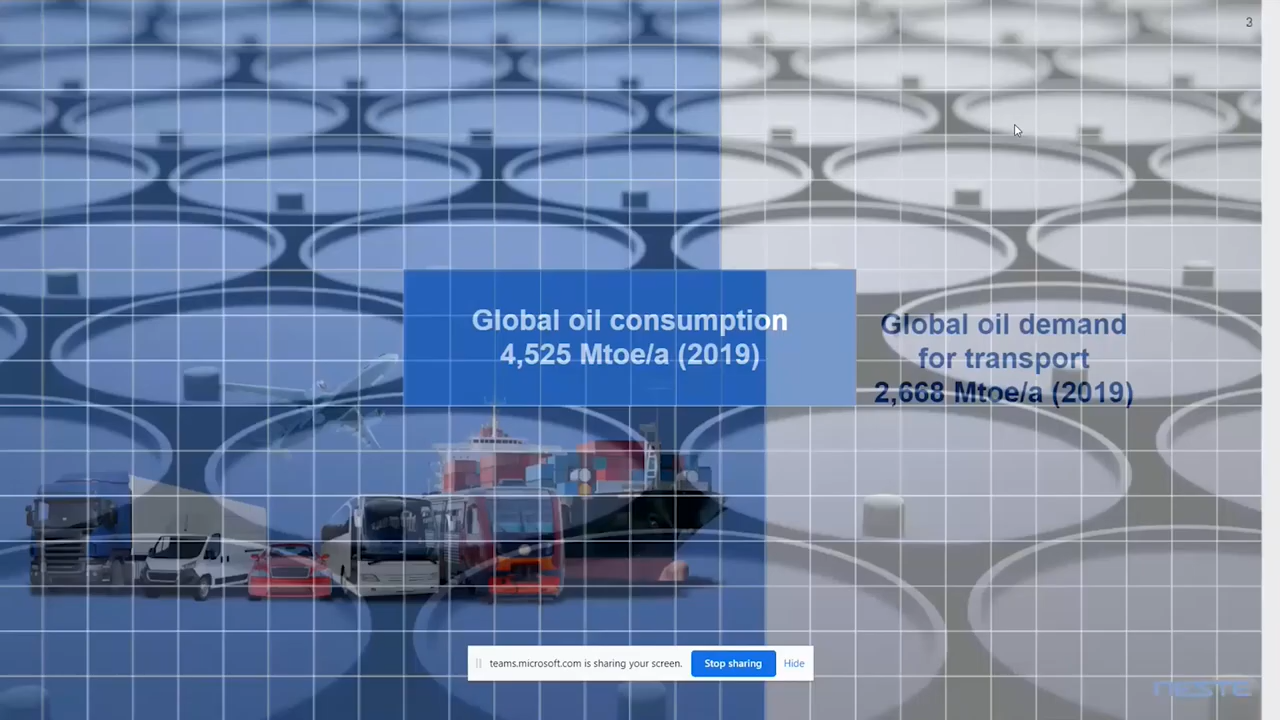 3
Global oil consumption
4,525 Mtoe/a (2019)
Global oil demand
for transport
2,668 Mtoe/a (2019)
teams.microsoft.com is sharing your screen.
Stop sharing
Hide
NESTE